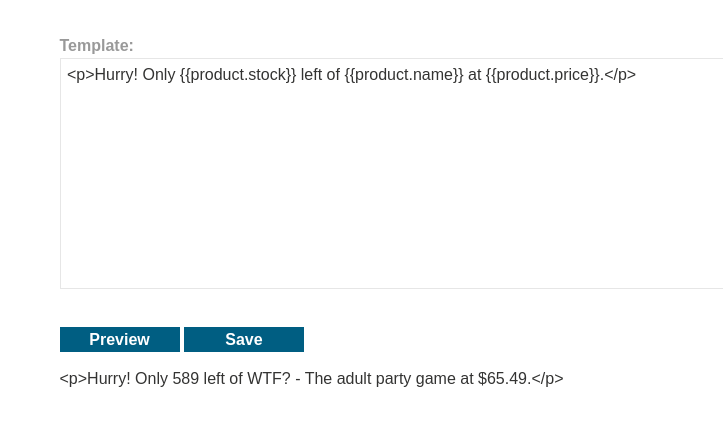 Template:
<p>Hurry! Only {{product.stock}} left of {{product.name}} at {{product.price}}.</p>
Preview Save
<p>Hurry! Only 589 left of WTF? - The adult party game at $65.49.</p>